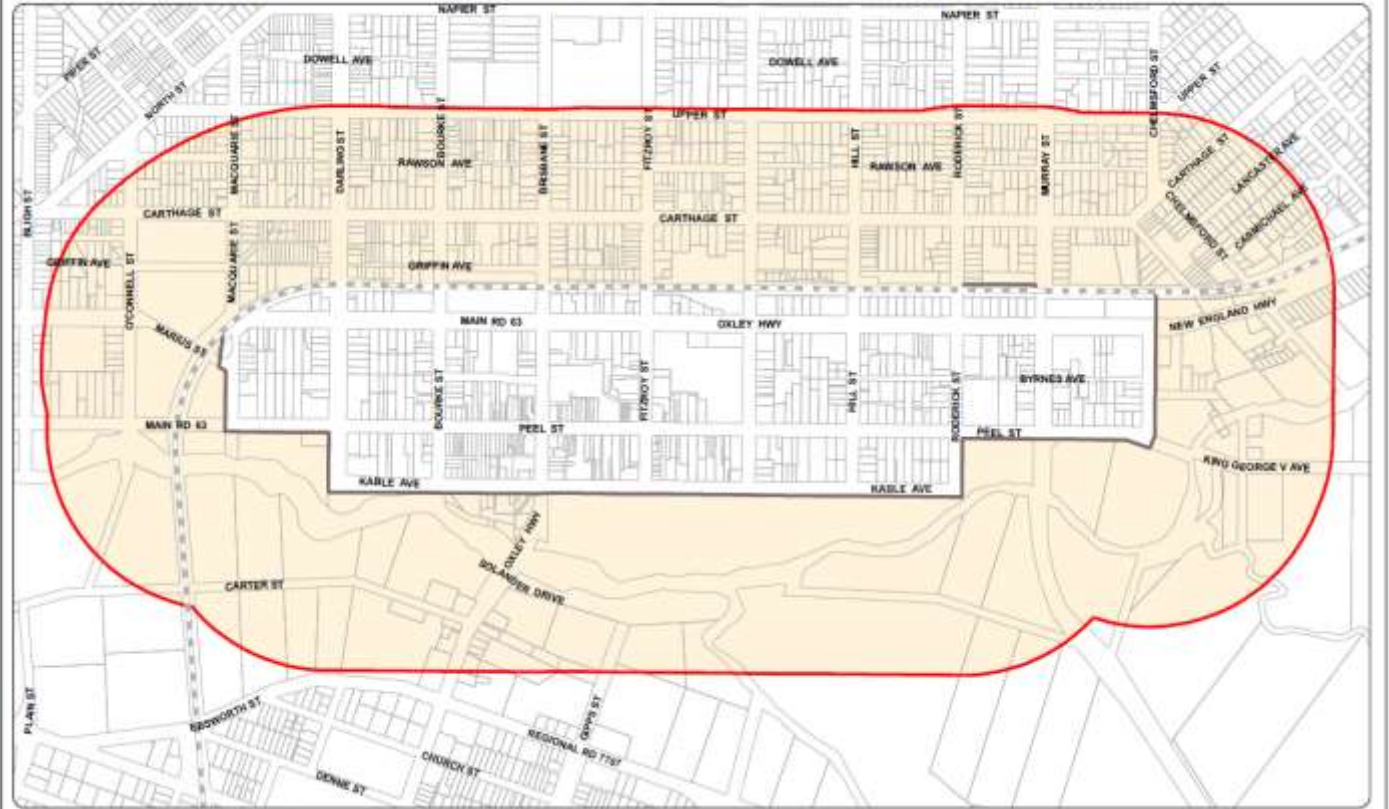 NAPIER ST
NAPIER ST
PIPER ST
DOWELL AVE
DOWELL AVE
CHELMSFORD ST
UPPER ST
NORTH ST
UPPER ST
MACQUARIE ST
DARLING ST
BOURKE ST
RAWSON AVE
BRISBANE ST
FITZROY ST
HILL ST
RAWSON AVE
RODERICK ST
MURRAY ST
CARTHAGE ST
LANCASTER AVE
BLIGH ST
CARTHAGE ST
CARTHAGE ST
CHELMSFORD ST
CARMICHAEL AVE
GRIFFIN AVE
O'CONNELL ST
MACQUARIE ST
GRIFFIN AVE
MARIUS ST
MAIN RD 63
OXLEY HWY
NEW ENGLAND HWY
BOURKE ST
FITZROY ST
HILL ST
RODERICK ST
BYRNES AVE
MAIN RD 63
PEEL ST
PEEL ST
KING GEORGE V AVE
KABLE AVE
KABLE AVE
OXLEY HWY
SOLANDER DRIVE
CARTER ST
PLAIN ST
EBSWORTH ST
GIPPS ST
REGIONAL RD 7767
CHURCH ST
DENNE ST